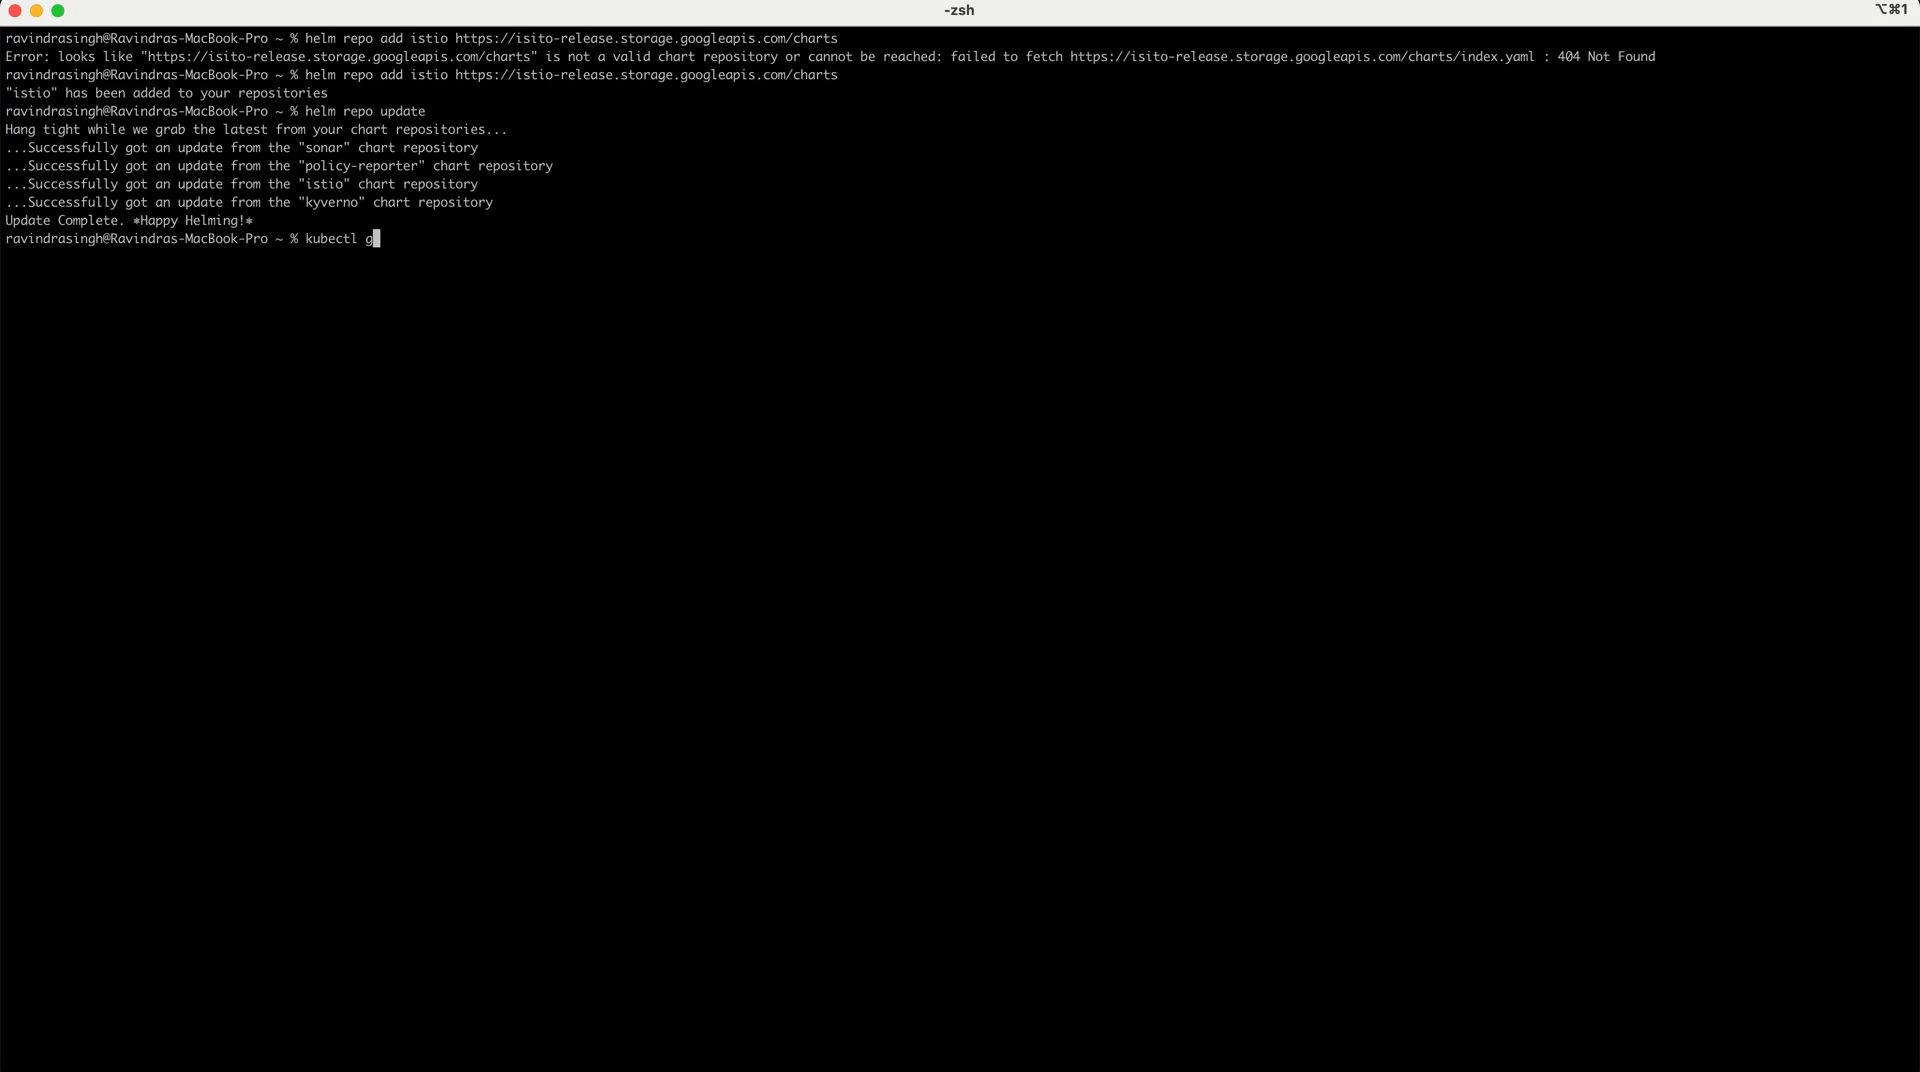 -zsh
⌥⌘1
ravindrasingh@Ravindras-MacBook-Pro ~ % helm repo add istio https://isito-release.storage.googleapis.com/charts
Error: looks like "https://isito-release.storage.googleapis.com/charts" is not a valid chart repository or cannot be reached: failed to fetch https://isito-release.storage.googleapis.com/charts/index.yaml : 404 Not Found
ravindrasingh@Ravindras-MacBook-Pro ~ % helm repo add istio https://isito-release.storage.googleapis.com/charts
"istio" has been added to your repositories
ravindrasingh@Ravindras-MacBook-Pro ~ % helm repo update
Hang tight while we grab the latest from your chart repositories...
...Successfully got an update from the "sonar" chart repository
...Successfully got an update from the "policy-reporter" chart repository
...Successfully got an update from the "istio" chart repository
...Successfully got an update from the "kyverno" chart repository
Update Complete. ⎈Happy Helming!⎈
ravindrasingh@Ravindras-MacBook-Pro ~ % kubectl g